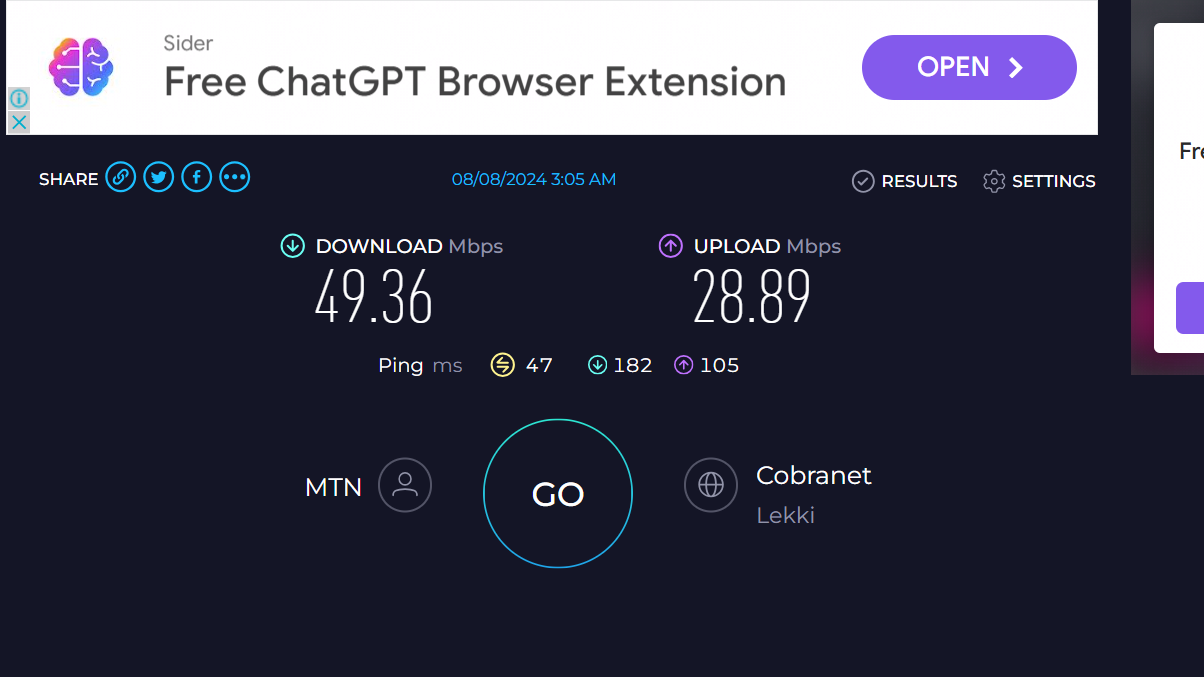 Sider
Free ChatGPT Browser Extension
OPEN
SHARE
08/08/2024 3:05 AM
RESULTS
SETTINGS
DOWNLOAD Mbps
49.36
UPLOAD Mbps
28.89
Ping ms 47 182 105
MTN
GO
Cobranet
Lekki